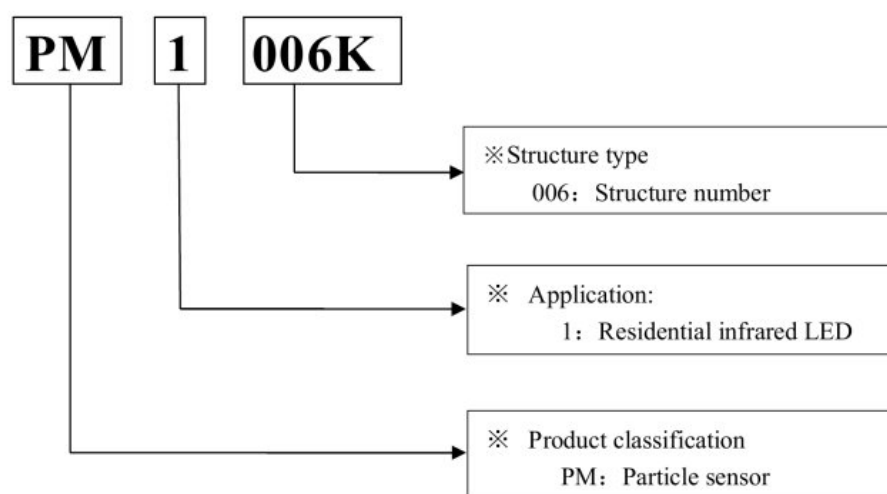 PM 1 006K
※Structure type
006：Structure number
※ Application:
1：Residential infrared LED
※ Product classification
PM：Particle sensor